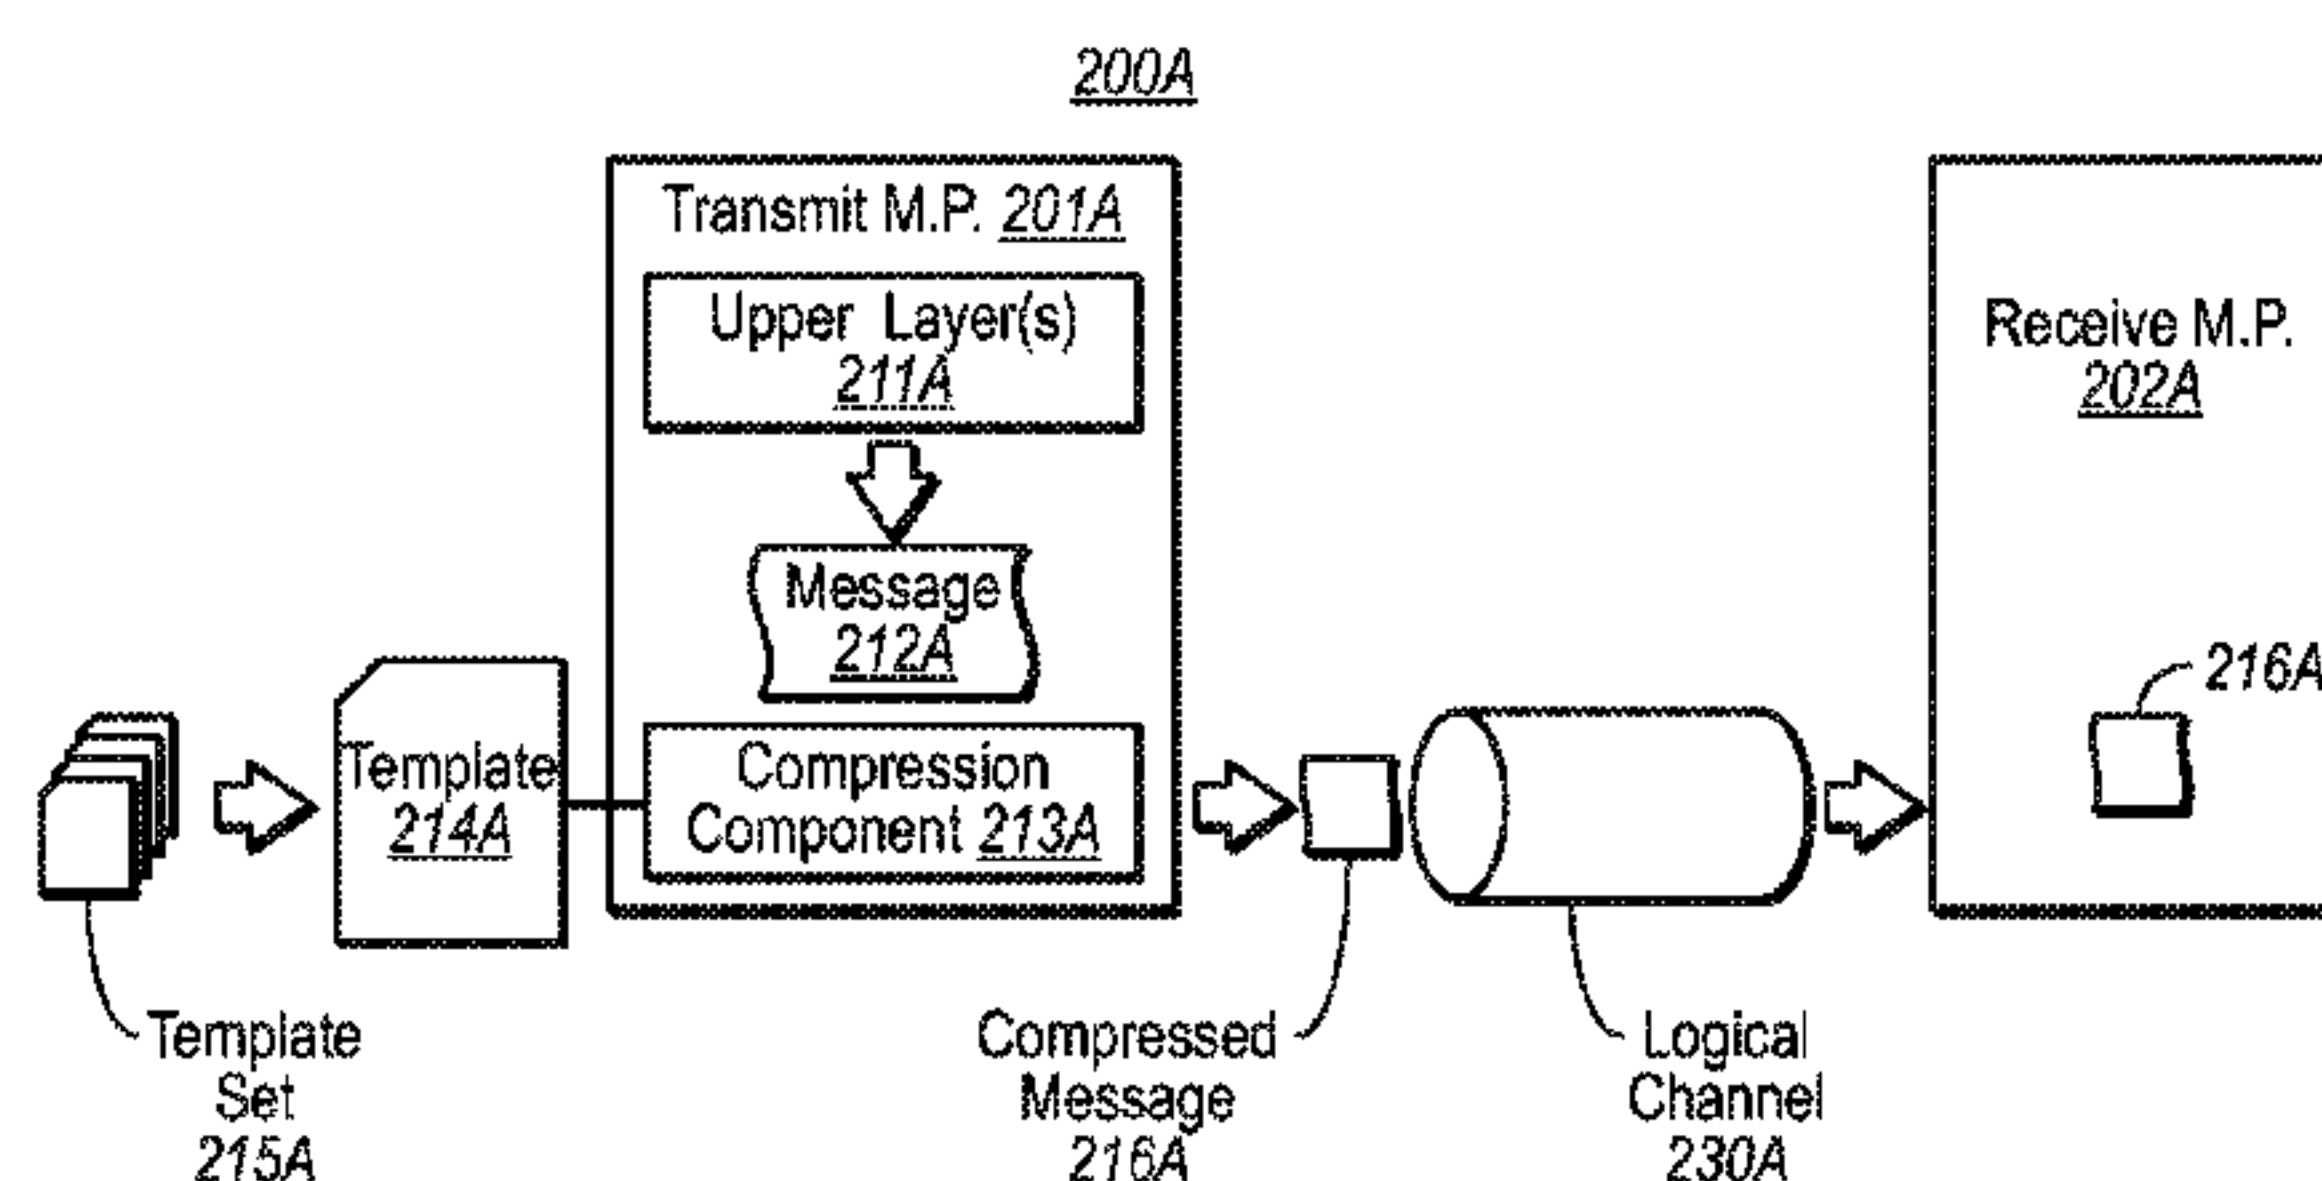 200A
Transmit M.P. 201A
Upper Layer(s)
211A
Message
212A
Compression
Component 213A
Template
214A
Template
Set
215A
Compressed
Message
216A
Logical
Channel
230A
Receive M.P.
202A
216A